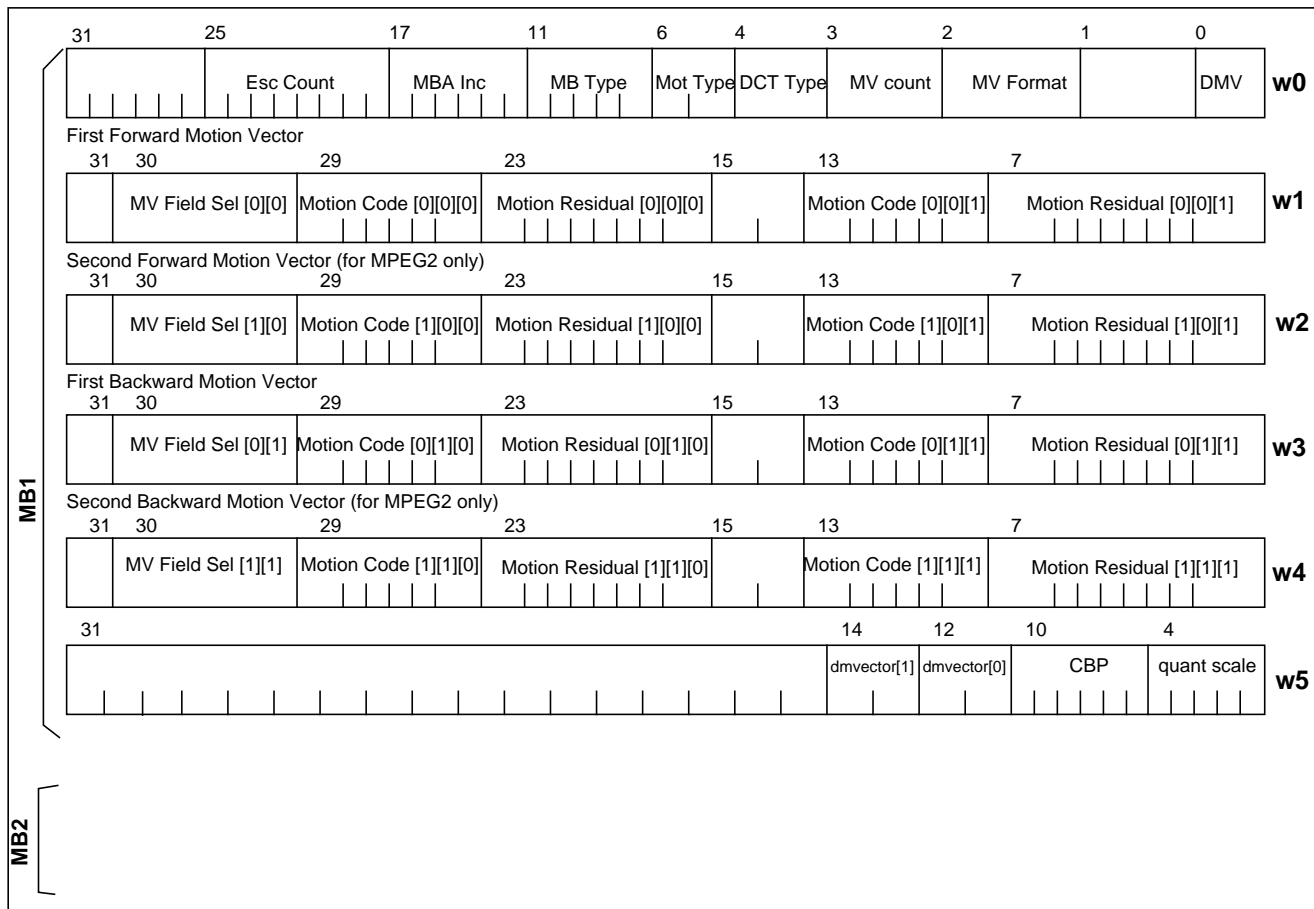 31 25 17 11 6 4 3 2 1 0
Esc Count MBA Inc MB Type Mot Type DCT Type MV count MV Format DMV w0
First Forward Motion Vector
31 30 29 23 15 13 7
MV Field Sel [0][0] Motion Code [0][0][0] Motion Residual [0][0][0] Motion Code [0][0][1] Motion Residual [0][0][1] w1
Second Forward Motion Vector (for MPEG2 only)
31 30 29 23 15 13 7
MV Field Sel [1][0] Motion Code [1][0][0] Motion Residual [1][0][0] Motion Code [1][0][1] Motion Residual [1][0][1] w2
First Backward Motion Vector
31 30 29 23 15 13 7
MV Field Sel [0][1] Motion Code [0][1][0] Motion Residual [0][1][0] Motion Code [0][1][1] Motion Residual [0][1][1] w3
MB1
Second Backward Motion Vector (for MPEG2 only)
31 30 29 23 15 13 7
MV Field Sel [1][1] Motion Code [1][1][0] Motion Residual [1][1][0] Motion Code [1][1][1] Motion Residual [1][1][1] w4
31 14 12 10 4
dmvector[1] dmvector[0] CBP quant scale w5
MB2